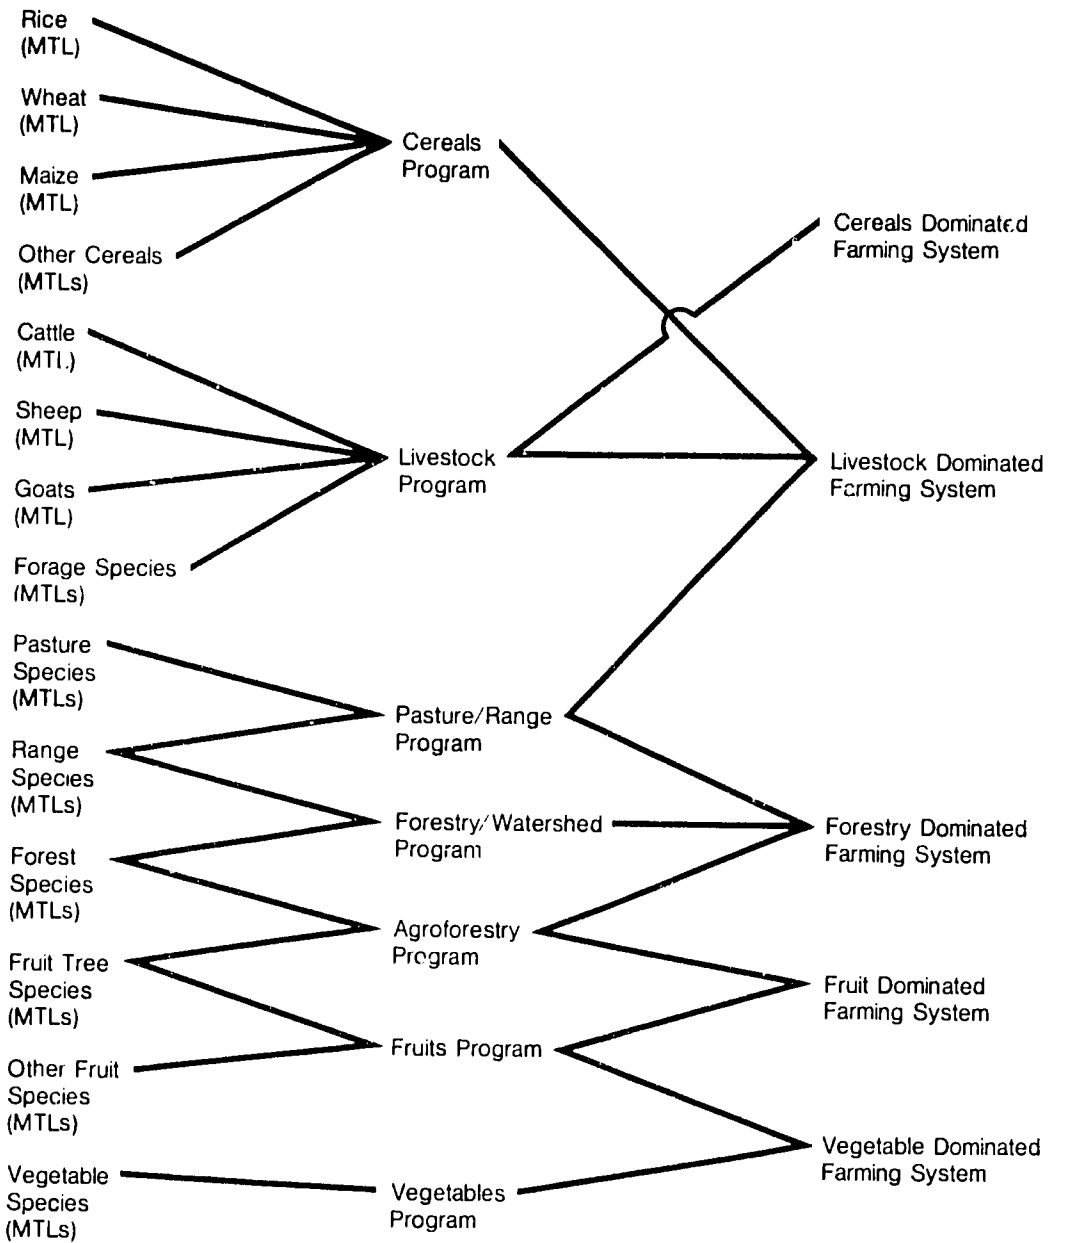 Rice
(MTL)
Wheat
(MTL)
Maize
(MTL)
Other Cereals
(MTLs)
Cattle
(MTL)
Sheep
(MTL)
Goats
(MTL)
Forage Species
(MTLs)
Pasture
Species
(MTLs)
Range
Species
(MTLs)
Forest
Species
(MTLs)
Fruit Tree
Species
(MTLs)
Other Fruit
Species
(MTLs)
Vegetable
Species
(MTLs)
Cereals
Program
Livestock
Program
Pasture/Range
Program
Forestry/Watershed
Program
Agroforestry
Program
Fruits Program
Vegetables
Program
Cereals Dominated
Farming System
Livestock Dominated
Farming System
Forestry Dominated
Farming System
Fruit Dominated
Farming System
Vegetable Dominated
Farming System